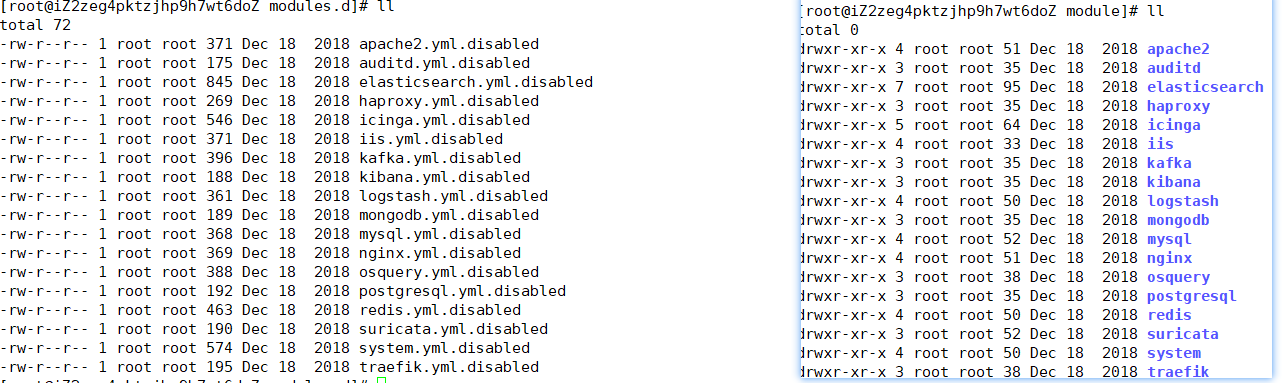 [root@iZ2zeg4pktzjhp9h7wt6doZ modules.d]# ll
total 72
-rw-r--r-- 1 root root 371 Dec 18  2018 apache2.yml.disabled
-rw-r--r-- 1 root root 175 Dec 18  2018 auditd.yml.disabled
-rw-r--r-- 1 root root 845 Dec 18  2018 elasticsearch.yml.disabled
-rw-r--r-- 1 root root 269 Dec 18  2018 haproxy.yml.disabled
-rw-r--r-- 1 root root 546 Dec 18  2018 icinga.yml.disabled
-rw-r--r-- 1 root root 371 Dec 18  2018 iis.yml.disabled
-rw-r--r-- 1 root root 396 Dec 18  2018 kafka.yml.disabled
-rw-r--r-- 1 root root 188 Dec 18  2018 kibana.yml.disabled
-rw-r--r-- 1 root root 361 Dec 18  2018 logstash.yml.disabled
-rw-r--r-- 1 root root 189 Dec 18  2018 mongodb.yml.disabled
-rw-r--r-- 1 root root 368 Dec 18  2018 mysql.yml.disabled
-rw-r--r-- 1 root root 369 Dec 18  2018 nginx.yml.disabled
-rw-r--r-- 1 root root 388 Dec 18  2018 osquery.yml.disabled
-rw-r--r-- 1 root root 192 Dec 18  2018 postgresql.yml.disabled
-rw-r--r-- 1 root root 463 Dec 18  2018 redis.yml.disabled
-rw-r--r-- 1 root root 190 Dec 18  2018 suricata.yml.disabled
-rw-r--r-- 1 root root 574 Dec 18  2018 system.yml.disabled
-rw-r--r-- 1 root root 195 Dec 18  2018 traefik.yml.disabled
[root@iZ2zeg4pktzjhp9h7wt6doZ module]# ll
total 0
drwxr-xr-x 4 root root 51 Dec 18  2018 apache2
drwxr-xr-x 3 root root 35 Dec 18  2018 auditd
drwxr-xr-x 7 root root 95 Dec 18  2018 elasticsearch
drwxr-xr-x 3 root root 35 Dec 18  2018 haproxy
drwxr-xr-x 5 root root 64 Dec 18  2018 icinga
drwxr-xr-x 4 root root 33 Dec 18  2018 iis
drwxr-xr-x 3 root root 35 Dec 18  2018 kafka
drwxr-xr-x 3 root root 35 Dec 18  2018 kibana
drwxr-xr-x 4 root root 50 Dec 18  2018 logstash
drwxr-xr-x 3 root root 35 Dec 18  2018 mongodb
drwxr-xr-x 4 root root 52 Dec 18  2018 mysql
drwxr-xr-x 4 root root 51 Dec 18  2018 nginx
drwxr-xr-x 3 root root 38 Dec 18  2018 osquery
drwxr-xr-x 3 root root 35 Dec 18  2018 postgresql
drwxr-xr-x 4 root root 50 Dec 18  2018 redis
drwxr-xr-x 3 root root 52 Dec 18  2018 suricata
drwxr-xr-x 4 root root 50 Dec 18  2018 system
drwxr-xr-x 3 root root 38 Dec 18  2018 traefik